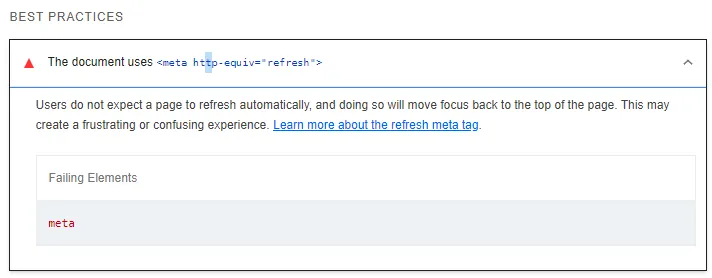 BEST PRACTICES
The document uses <meta http-equiv="refresh">
Users do not expect a page to refresh automatically, and doing so will move focus back to the top of the page. This may
create a frustrating or confusing experience. Learn more about the refresh meta tag.
Failing Elements
meta